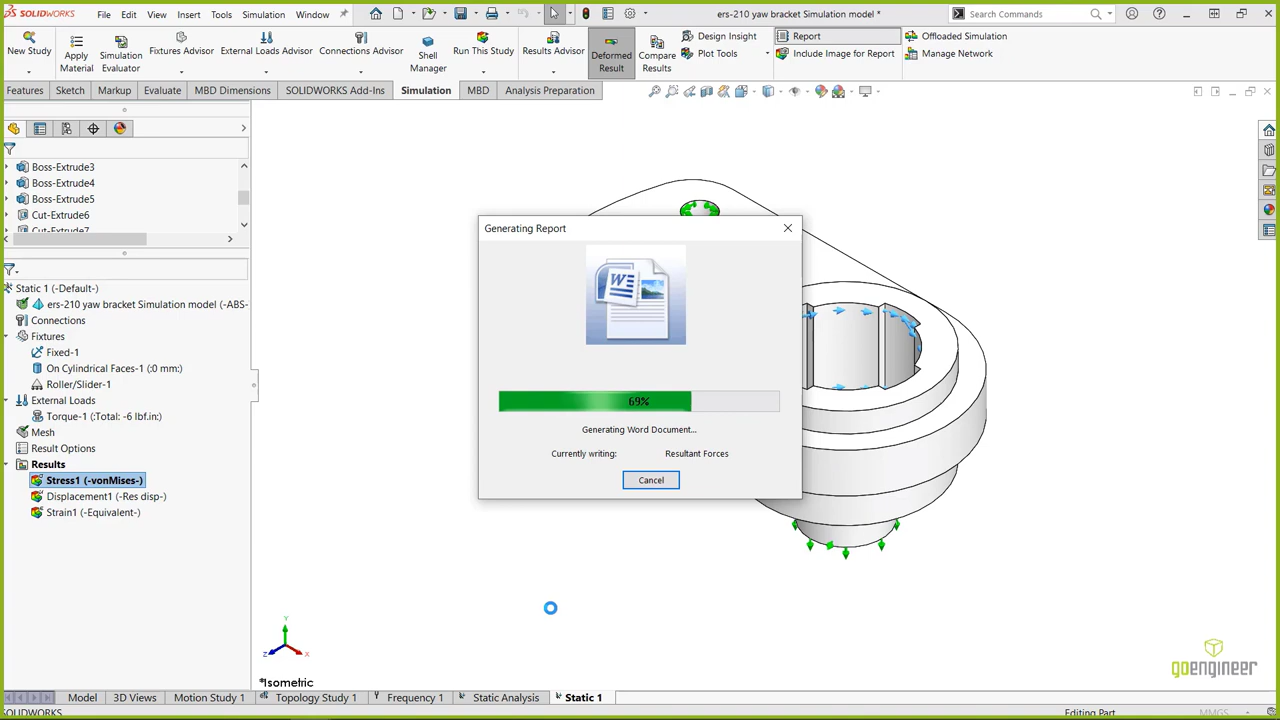 SOLIDWORKS File Edit View Insert Tools Simulation Window ers-210 yaw bracket Simulation model * Search Commands
New Study
Apply Material
Simulation Evaluator
Fixtures Advisor
External Loads Advisor
Connections Advisor
Shell Manager
Run This Study
Results Advisor
Deformed Result
Compare Results
Design Insight
Plot Tools
Report
Include Image for Report
Offloaded Simulation
Manage Network
Features Sketch Markup Evaluate MBD Dimensions SOLIDWORKS Add-Ins Simulation MBD Analysis Preparation
Boss-Extrude3
Boss-Extrude4
Boss-Extrude5
Cut-Extrude6
Cut-Extrude7
Static 1 (-Default-)
ers-210 yaw bracket Simulation model (-ABS-
Connections
Fixtures
Fixed-1
On Cylindrical Faces-1 (:0 mm:)
Roller/Slider-1
External Loads
Torque-1 (:Total: -6 lbf.in:)
Mesh
Result Options
Results
Stress1 (-vonMises-)
Displacement1 (-Res disp-)
Strain1 (-Equivalent-)
Generating Report
W
69%
Generating Word Document...
Currently writing: Resultant Forces
Cancel
Y
Z
X
*Isometric
goengineer
Model 3D Views Motion Study 1 Topology Study 1 Frequency 1 Static Analysis Static 1
SOLIDWORKS Editing Part MMGS